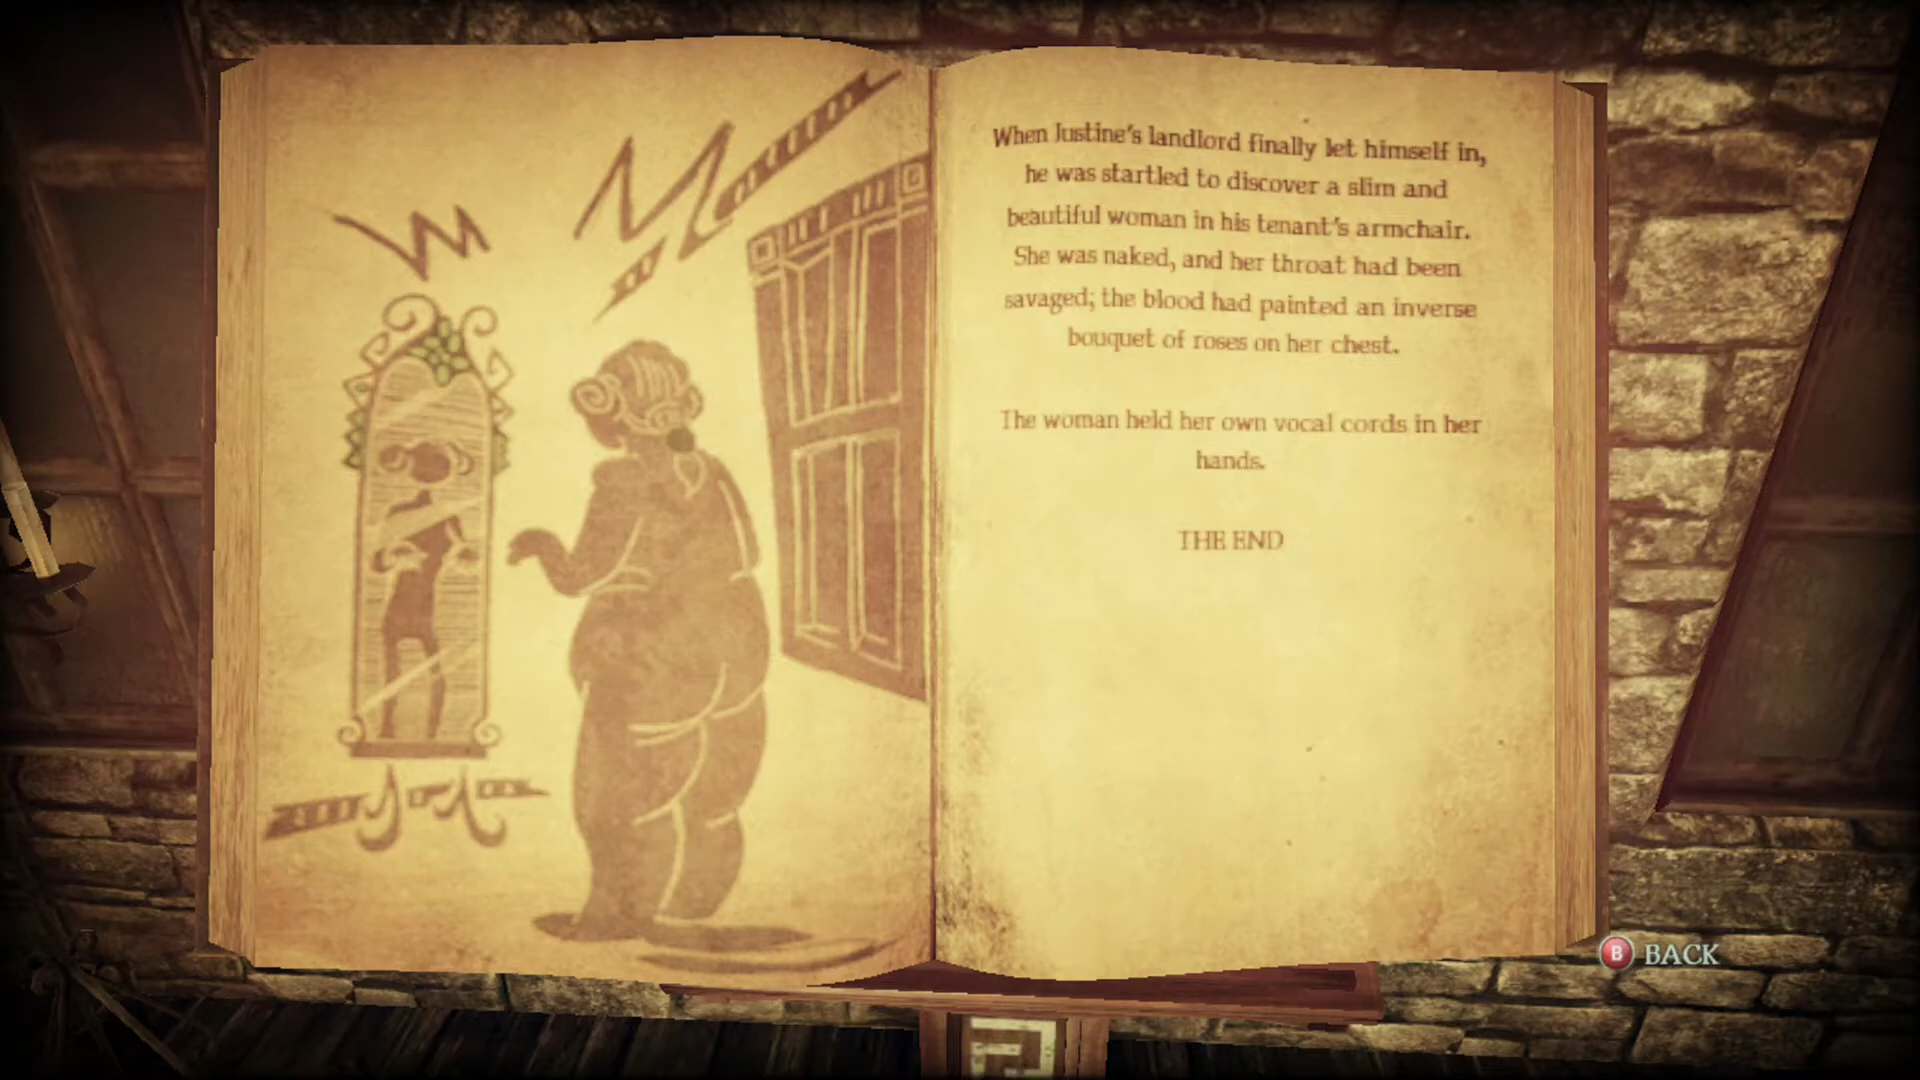 When Justine's landlord finally let himself in,
he was startled to discover a slim and
beautiful woman in his tenant's armchair.
She was naked, and her throat had been
savaged; the blood had painted an inverse
bouquet of roses on her chest.
The woman held her own vocal cords in her
hands.
THE END
B BACK